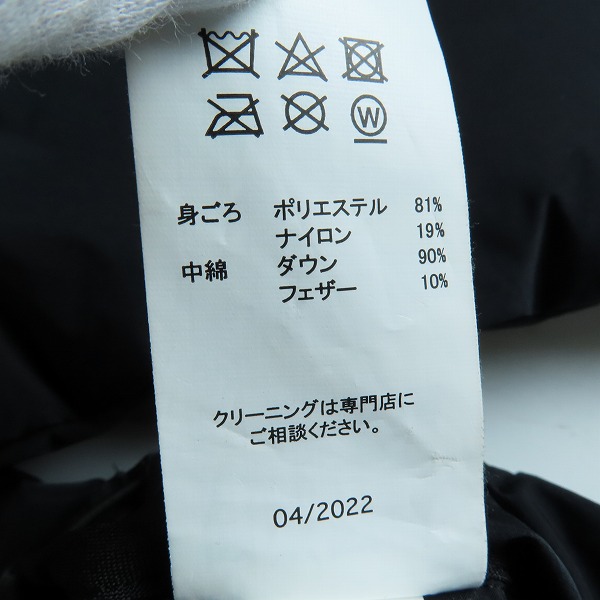 W
身ごろ ポリエステル 81%
ナイロン 19%
中綿 ダウン 90%
フェザー 10%
クリーニングは専門店に
ご相談ください。
04/2022